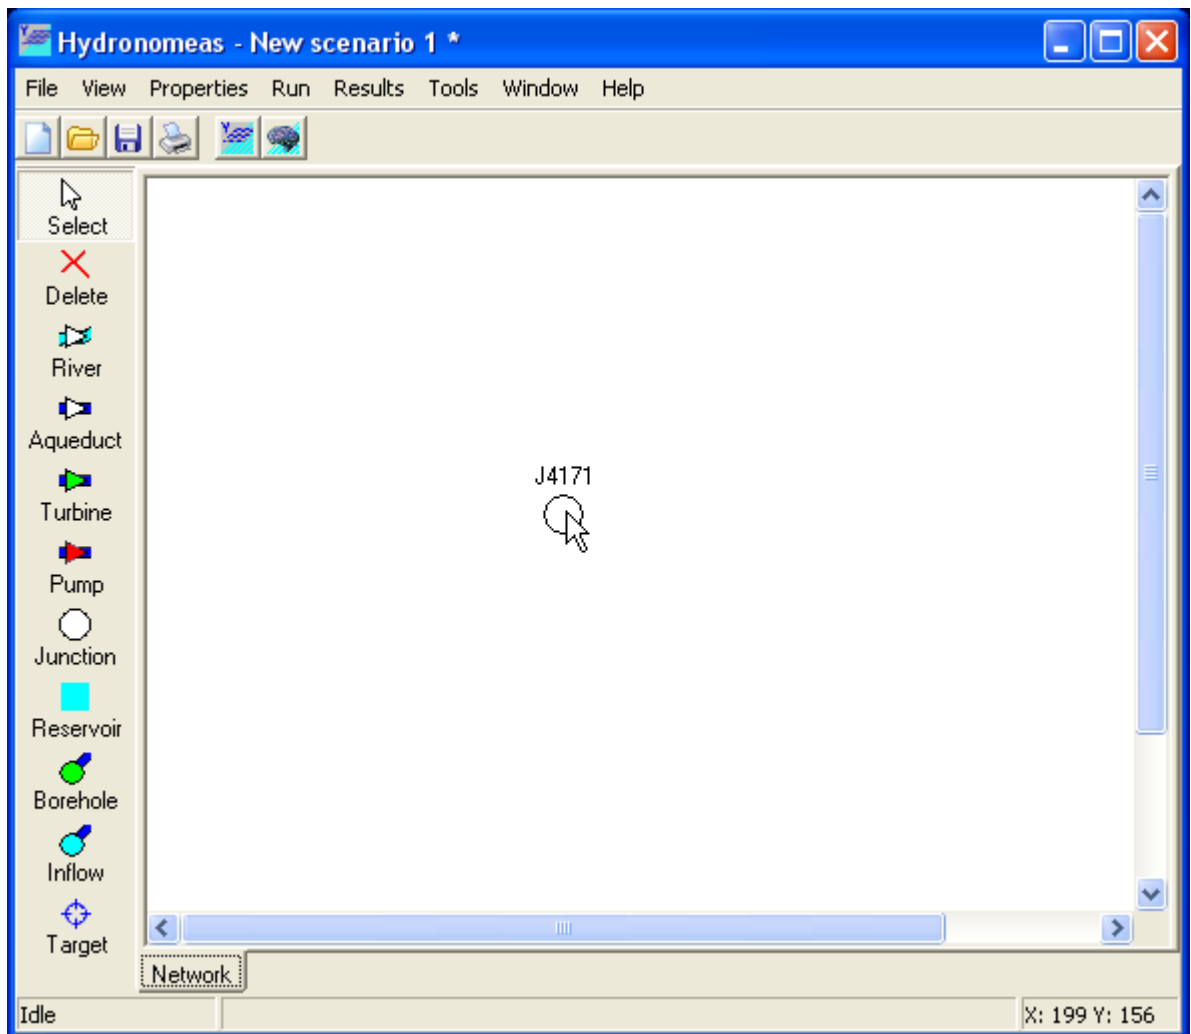 Hydronomeas - New scenario 1 *
File View Properties Run Results Tools Window Help
Select
Delete
River
Aqueduct
Turbine
Pump
Junction
Reservoir
Borehole
Inflow
Target
J4171
Network
Idle
X: 199 Y: 156